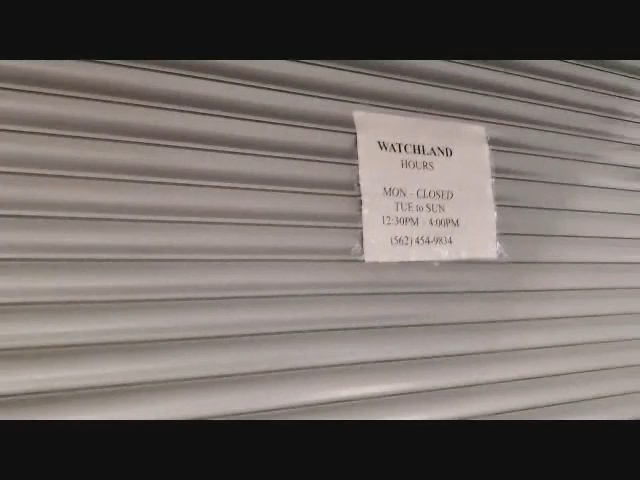 WATCHLAND
HOURS
MON – CLOSED
TUE to SUN
12:30PM – 4:00PM
(562) 454-9834